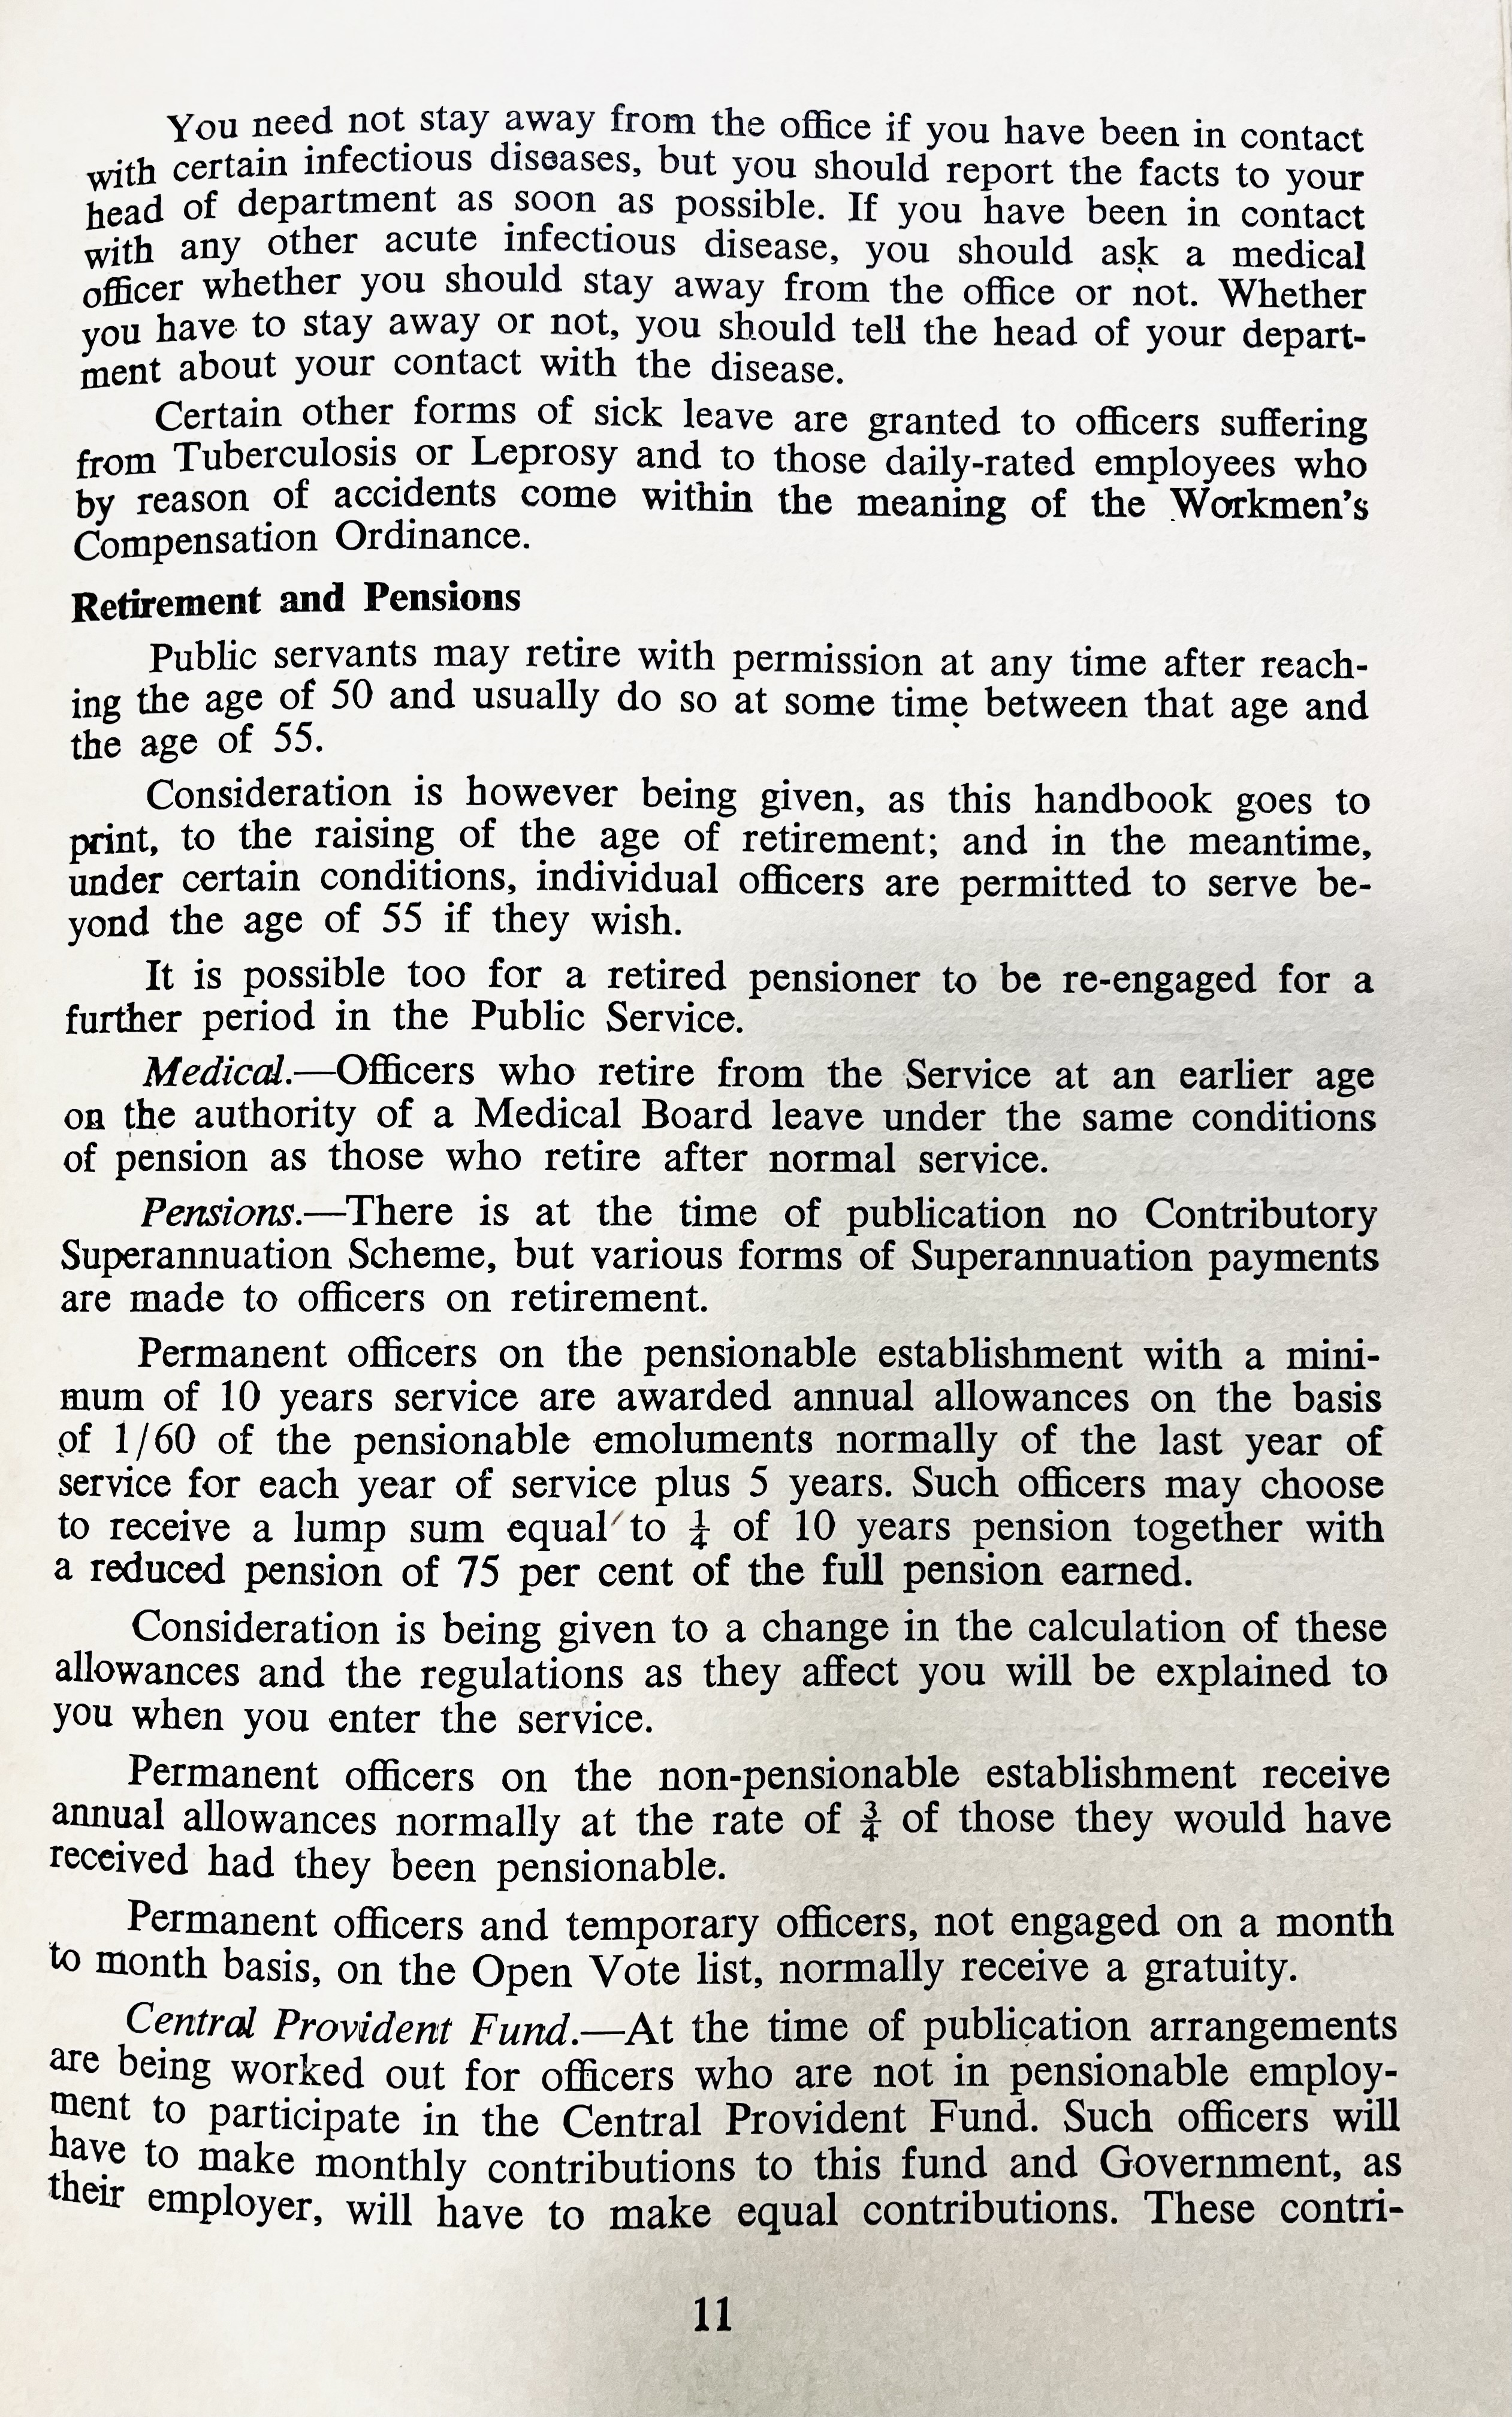 You need not stay away from the office if you have been in contact
with certain infectious diseases, but you should report the facts to your
head of department as soon as possible. If you have been in contact
with any other acute infectious disease, you should ask a medical
officer whether you should stay away from the office or not. Whether
you have to stay away or not, you should tell the head of your depart-
ment about your contact with the disease.
Certain other forms of sick leave are granted to officers suffering
from Tuberculosis or Leprosy and to those daily-rated employees who
by reason of accidents come within the meaning of the Workmen's
Compensation Ordinance.
Retirement and Pensions
Public servants may retire with permission at any time after reach-
ing the age of 50 and usually do so at some time between that age and
the age of 55.
Consideration is however being given, as this handbook goes to
print, to the raising of the age of retirement; and in the meantime,
under certain conditions, individual officers are permitted to serve be-
yond the age of 55 if they wish.
It is possible too for a retired pensioner to be re-engaged for a
further period in the Public Service.
Medical.—Officers who retire from the Service at an earlier age
on the authority of a Medical Board leave under the same conditions
of pension as those who retire after normal service.
Pensions.—There is at the time of publication no Contributory
Superannuation Scheme, but various forms of Superannuation payments
are made to officers on retirement.
Permanent officers on the pensionable establishment with a mini-
mum of 10 years service are awarded annual allowances on the basis
of 1/60 of the pensionable emoluments normally of the last year of
service for each year of service plus 5 years. Such officers may choose
to receive a lump sum equal to ¼ of 10 years pension together with
a reduced pension of 75 per cent of the full pension earned.
Consideration is being given to a change in the calculation of these
allowances and the regulations as they affect you will be explained to
you when you enter the service.
Permanent officers on the non-pensionable establishment receive
annual allowances normally at the rate of ¾ of those they would have
received had they been pensionable.
Permanent officers and temporary officers, not engaged on a month
to month basis, on the Open Vote list, normally receive a gratuity.
Central Provident Fund.—At the time of publication arrangements
are being worked out for officers who are not in pensionable employ-
ment to participate in the Central Provident Fund. Such officers will
have to make monthly contributions to this fund and Government, as
their employer, will have to make equal contributions. These contri-
11